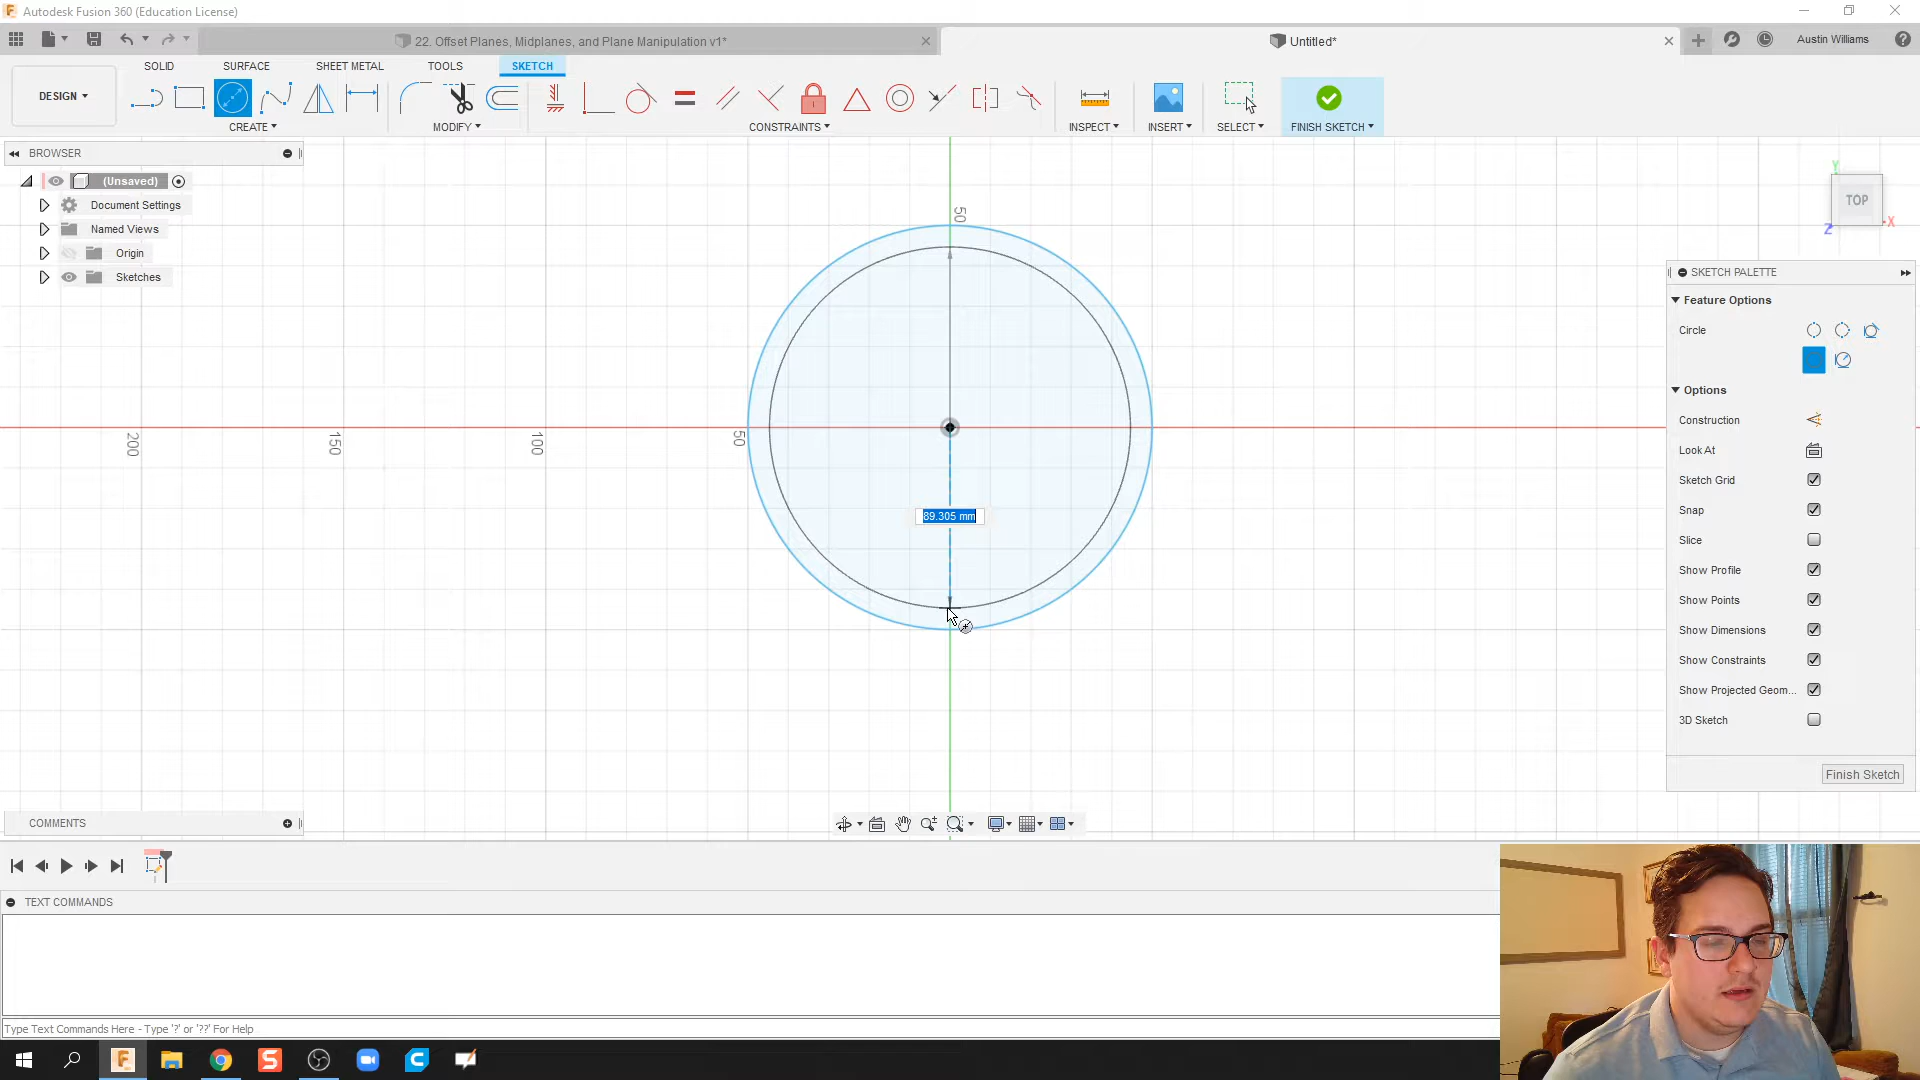 Autodesk Fusion 360 (Education License)
22. Offset Planes, Midplanes, and Plane Manipulation v1*
Untitled*
Austin Williams
DESIGN
SOLID
SURFACE
SHEET METAL
TOOLS
SKETCH
CREATE
MODIFY
CONSTRAINTS
INSPECT
INSERT
SELECT
FINISH SKETCH
BROWSER
(Unsaved)
Document Settings
Named Views
Origin
Sketches
50
200
150
100
50
89.305 mm
Y
TOP
X
Z
SKETCH PALETTE
Feature Options
Circle
Options
Construction
Look At
Sketch Grid
Snap
Slice
Show Profile
Show Points
Show Dimensions
Show Constraints
Show Projected Geom...
3D Sketch
Finish Sketch
COMMENTS
TEXT COMMANDS
Type Text Commands Here - Type '?' or '??' For Help